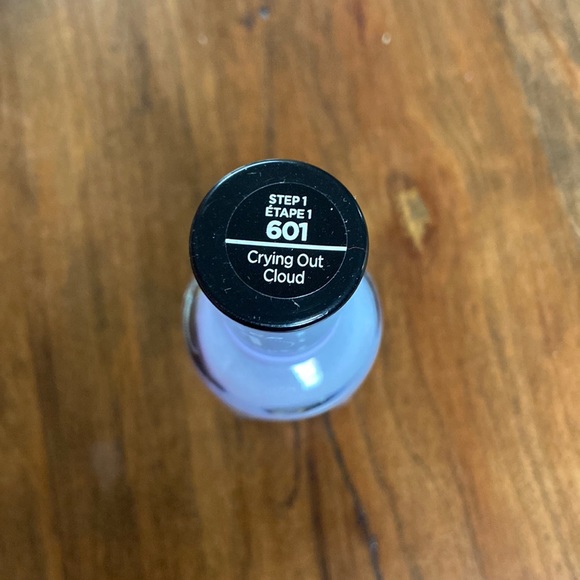 STEP 1
ÉTAPE 1
601
Crying Out
Cloud